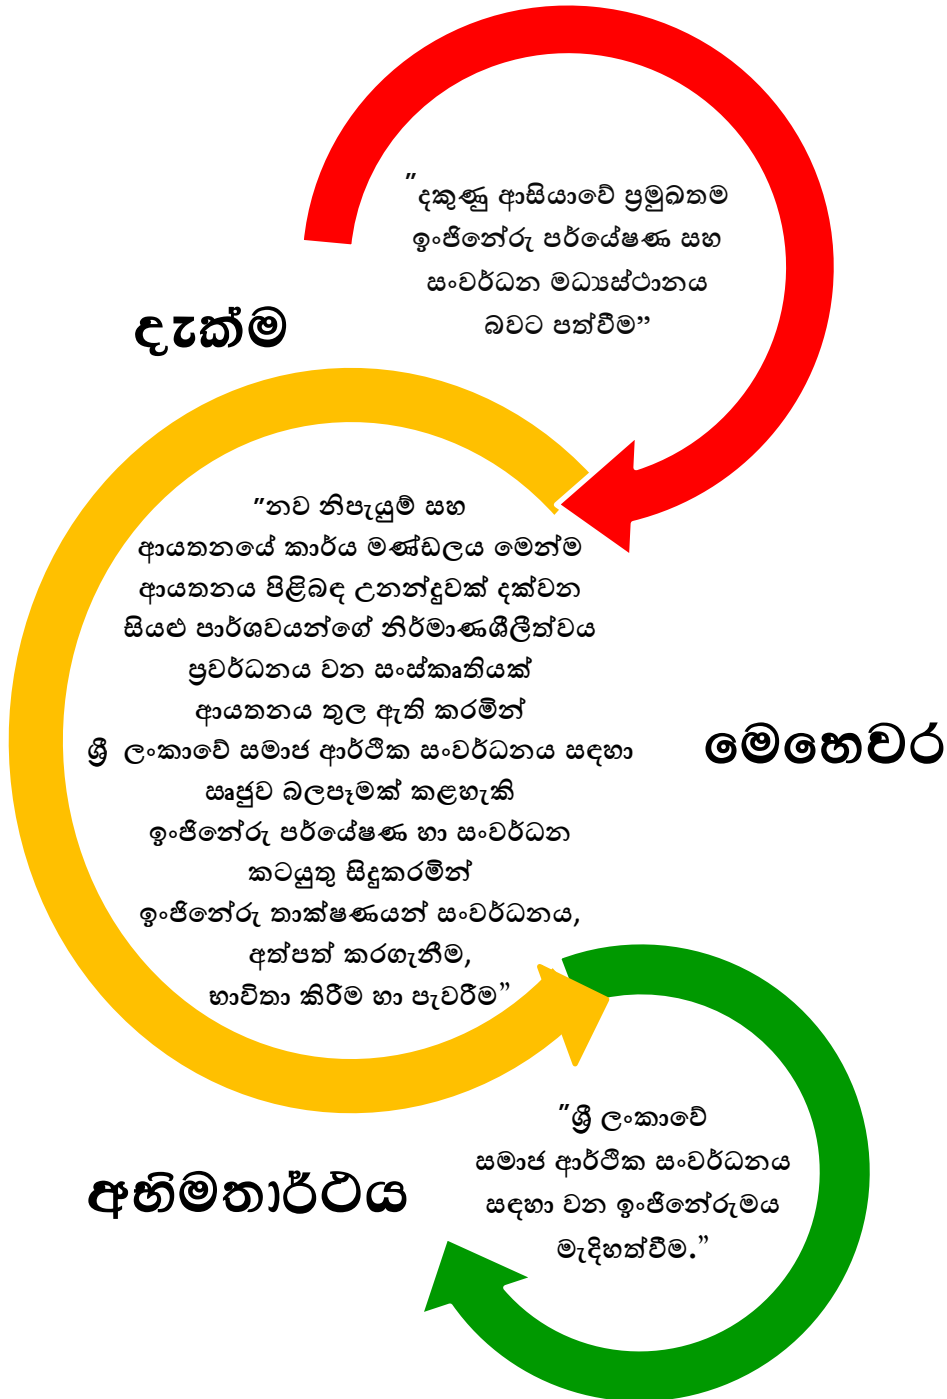 "දකුණු ආසියාවේ ප්‍රමුඛතම
ඉංජිනේරු පර්යේෂණ සහ
සංවර්ධන මධ්‍යස්ථානය
බවට පත්වීම”
දැක්ම
"නව නිපැයුම් සහ
ආයතනයේ කාර්ය මණ්ඩලය මෙන්ම
ආයතනය පිළිබඳ උනන්දුවක් දක්වන
සියළු පාර්ශවයන්ගේ නිර්මාණශීලීත්වය
ප්‍රවර්ධනය වන සංස්කෘතියක්
ආයතනය තුල ඇති කරමින්
ශ්‍රී ලංකාවේ සමාජ ආර්ථික සංවර්ධනය සඳහා
ඍජුව බලපෑමක් කළහැකි
ඉංජිනේරු පර්යේෂණ හා සංවර්ධන
කටයුතු සිදුකරමින්
ඉංජිනේරු තාක්ෂණයන් සංවර්ධනය,
අත්පත් කරගැනීම,
භාවිතා කිරීම හා පැවරීම”
මෙහෙවර
"ශ්‍රී ලංකාවේ
සමාජ ආර්ථික සංවර්ධනය
සඳහා වන ඉංජිනේරුමය
මැදිහත්වීම.”
අභිමතාර්ථය